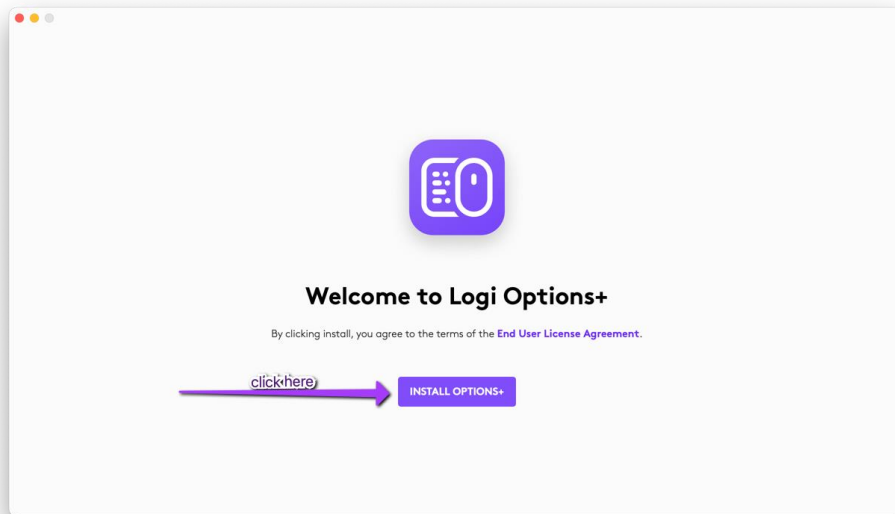 Welcome to Logi Options+
By clicking install, you agree to the terms of the End User License Agreement.
click here
INSTALL OPTIONS+